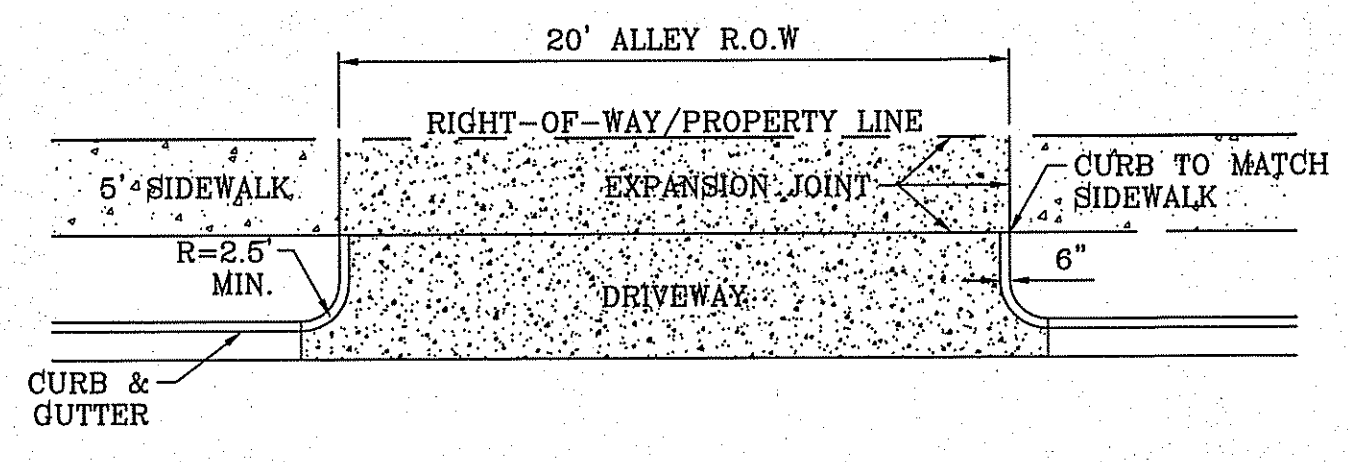 20' ALLEY R.O.W
RIGHT-OF-WAY/PROPERTY LINE
5' SIDEWALK
EXPANSION JOINT
CURB TO MATCH
SIDEWALK
R=2.5'
MIN.
6"
DRIVEWAY
CURB &
GUTTER